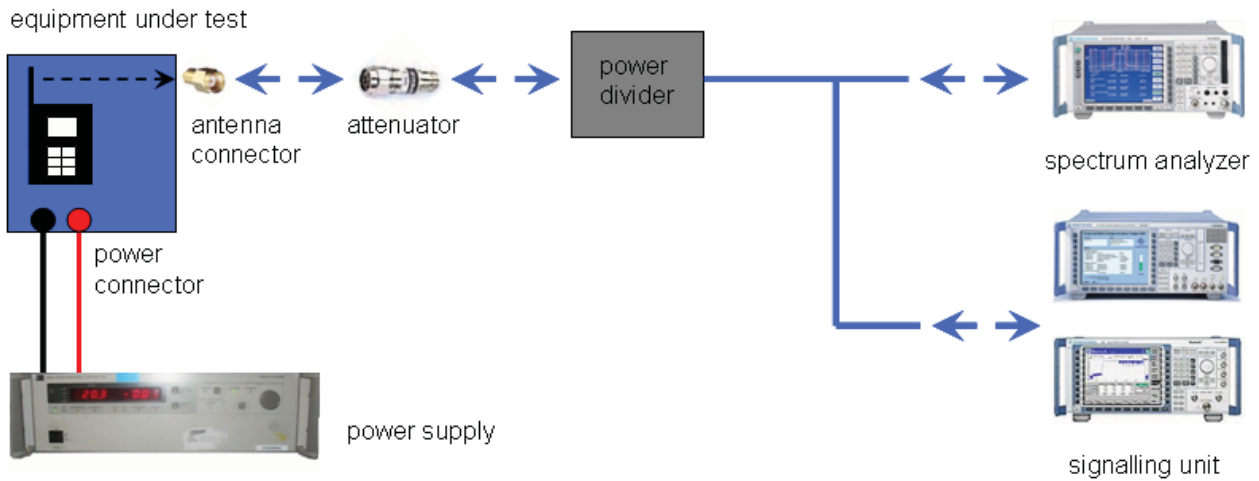 equipment under test
power
divider
antenna
connector
attenuator
spectrum analyzer
power
connector
power supply
signalling unit